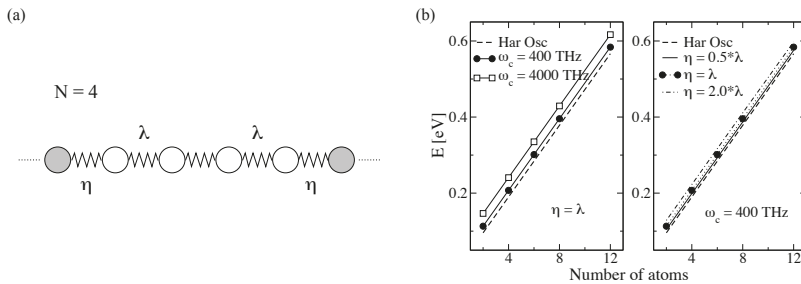 (a)
N = 4
λ λ
η η
(b)
E [eV]
0.6
0.4
0.2
Har Osc
ω_c = 400 THz
ω_c = 4000 THz
η = λ
4 8 12
0.6
0.4
0.2
Har Osc
η = 0.5*λ
η = λ
η = 2.0*λ
ω_c = 400 THz
4 8 12
Number of atoms